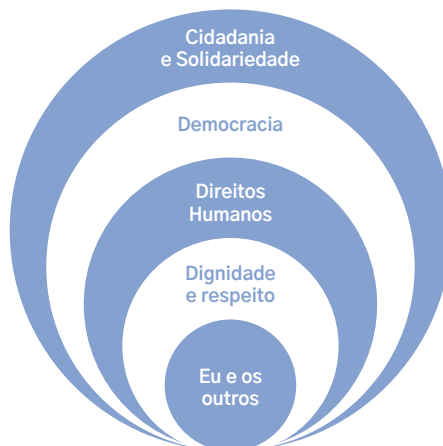 Cidadania
e Solidariedade
Democracia
Direitos
Humanos
Dignidade
e respeito
Eu e os
outros